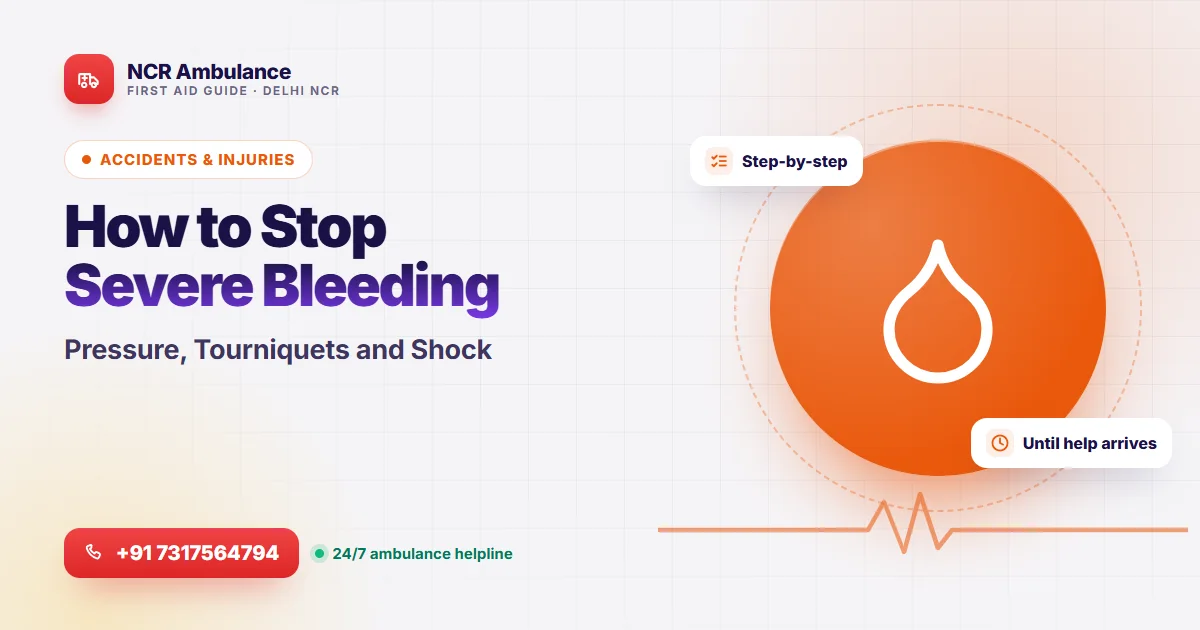 NCR Ambulance
FIRST AID GUIDE · DELHI NCR
ACCIDENTS & INJURIES
How to Stop
Severe Bleeding
Pressure, Tourniquets and Shock
Step-by-step
Until help arrives
+91 7317564794
24/7 ambulance helpline